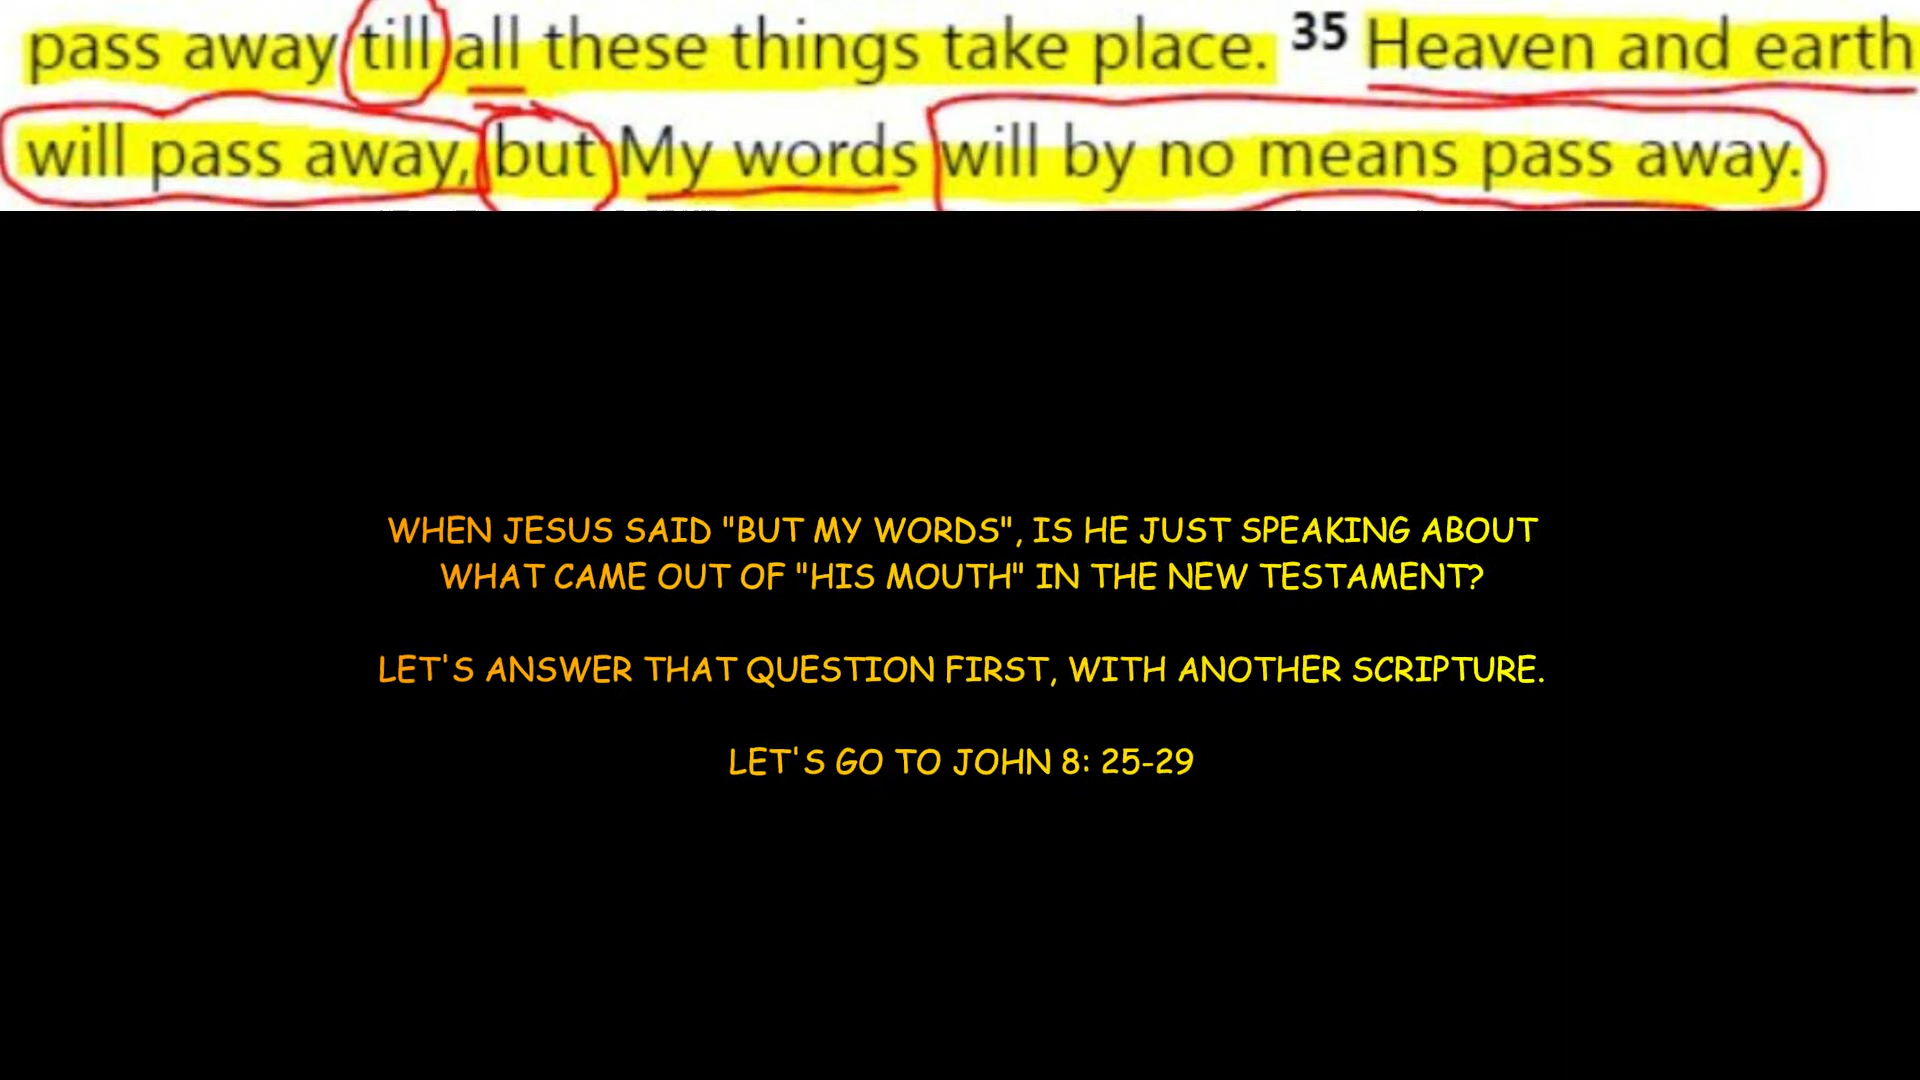 pass away till all these things take place. 35 Heaven and earth
will pass away, but My words will by no means pass away.
WHEN JESUS SAID "BUT MY WORDS", IS HE JUST SPEAKING ABOUT
WHAT CAME OUT OF "HIS MOUTH" IN THE NEW TESTAMENT?
LET'S ANSWER THAT QUESTION FIRST, WITH ANOTHER SCRIPTURE.
LET'S GO TO JOHN 8: 25-29